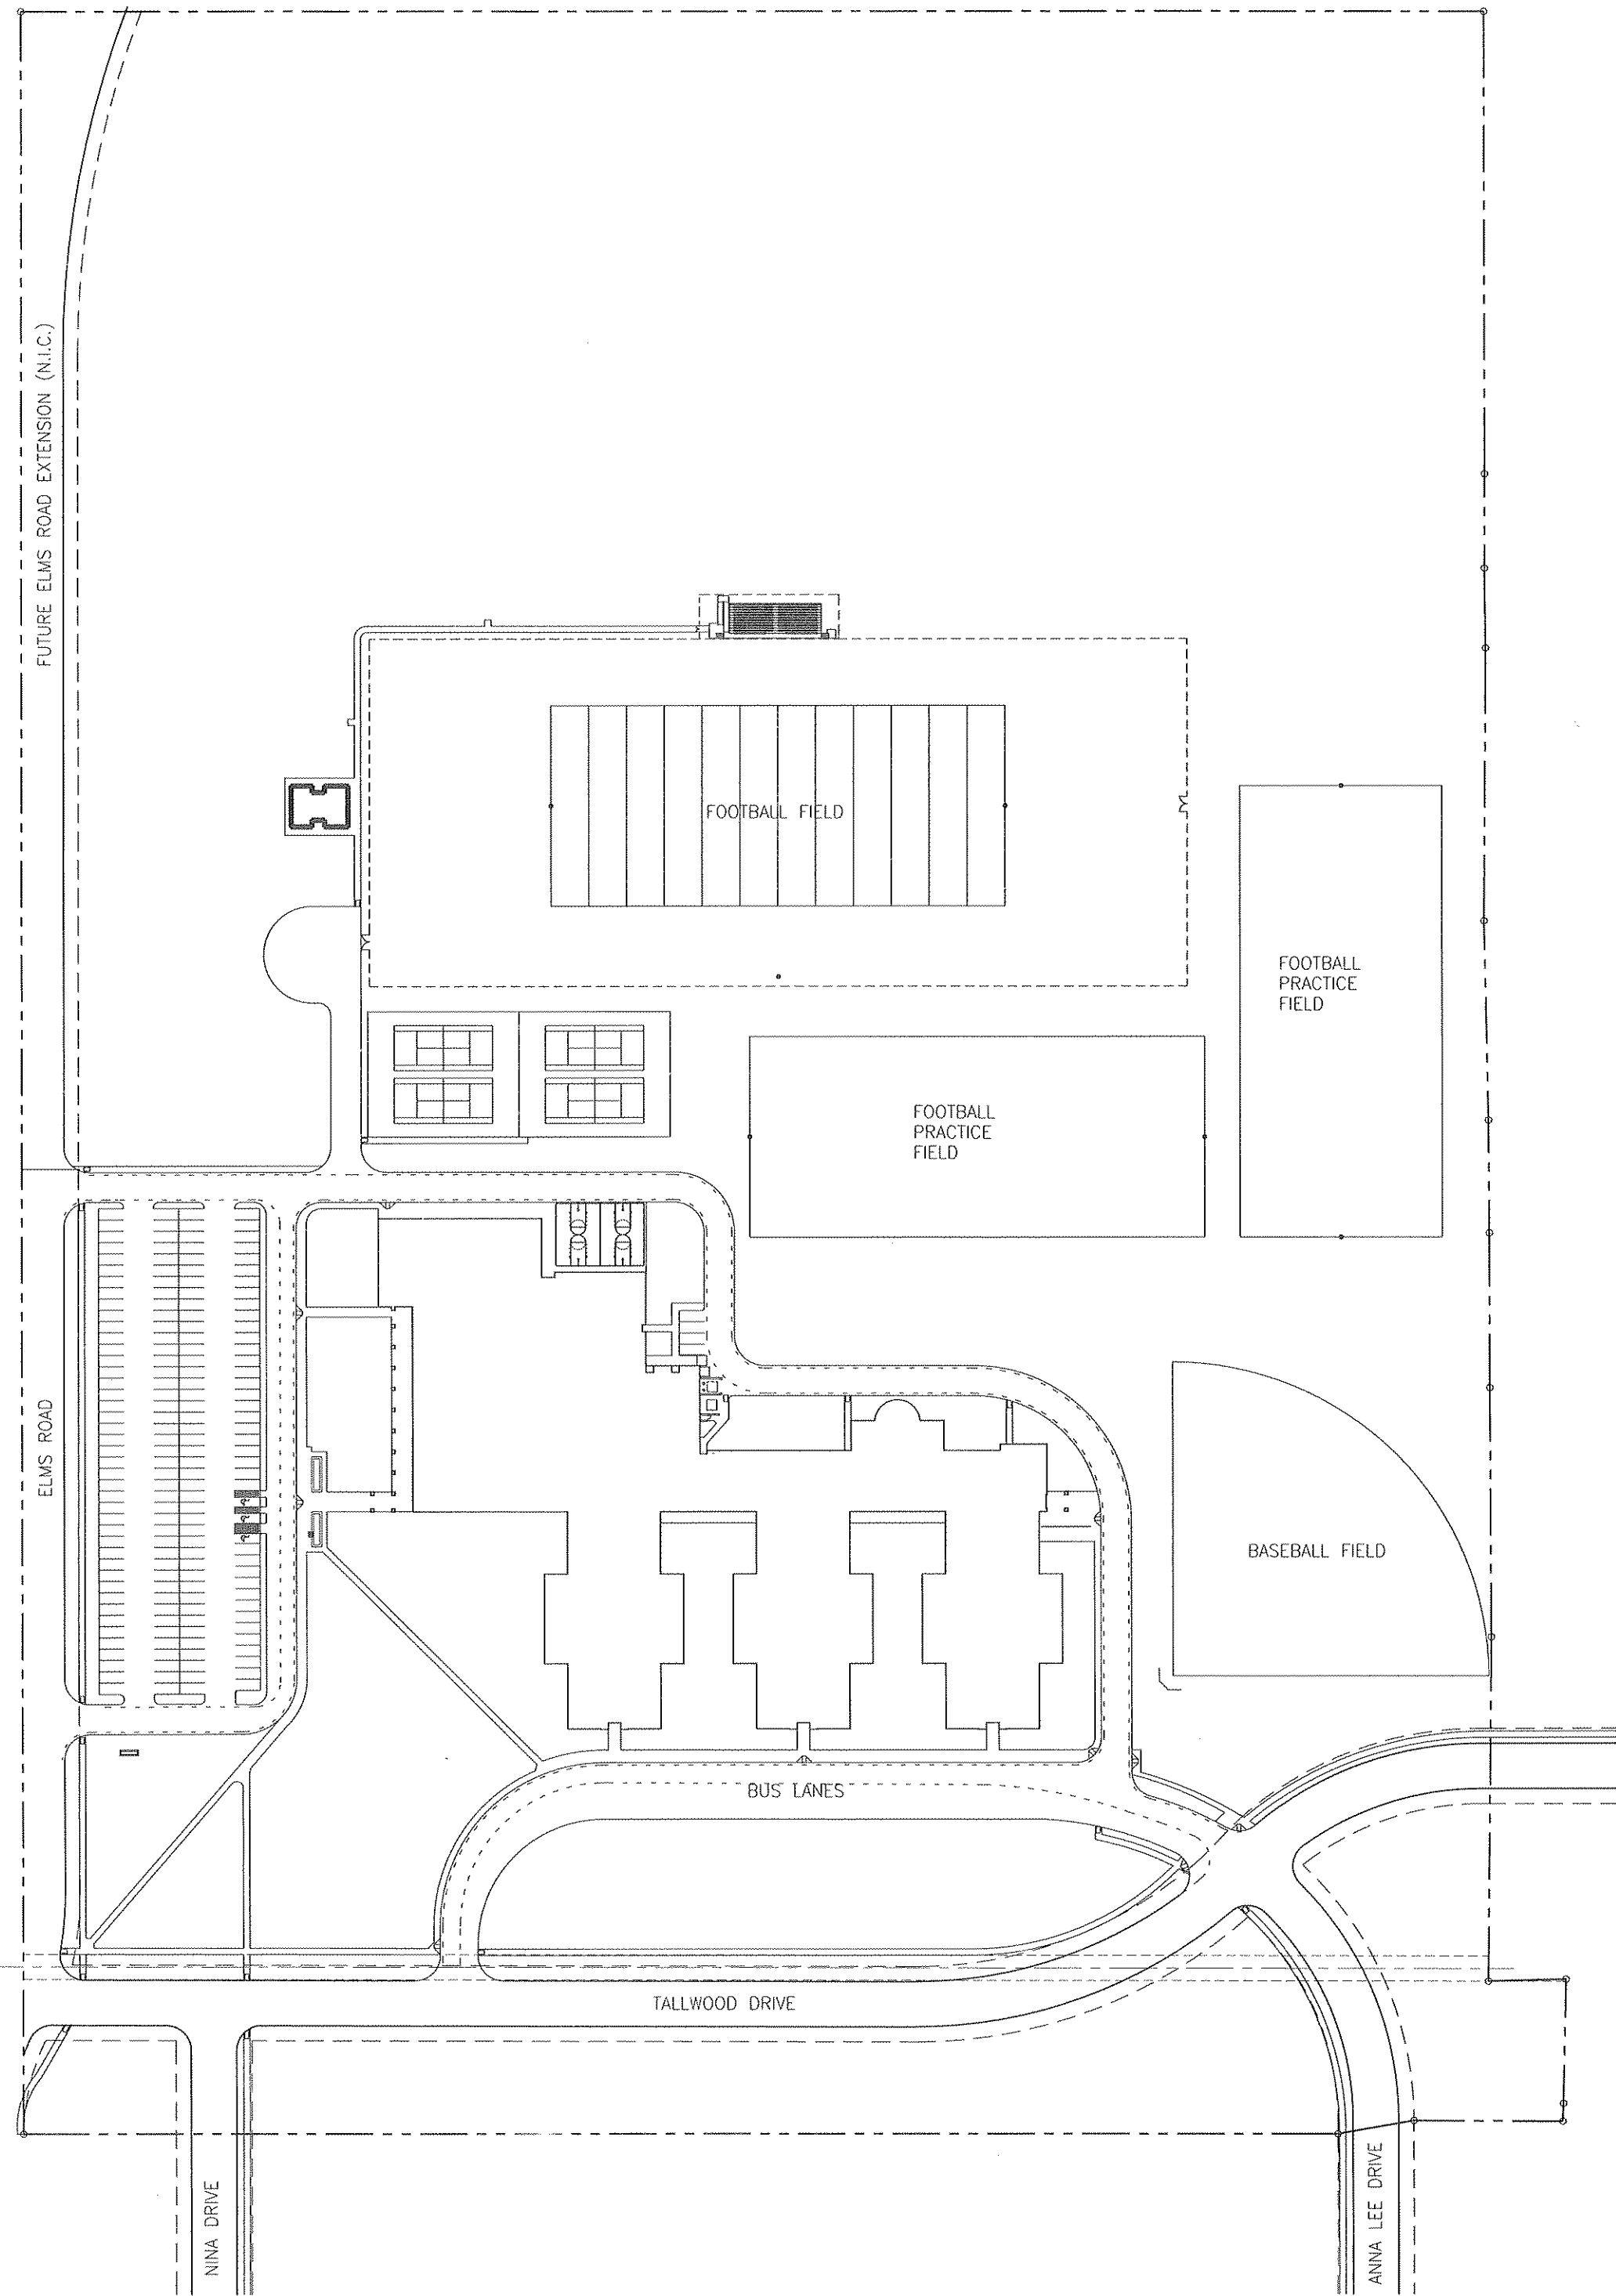 FUTURE ELMS ROAD EXTENSION (N.I.C.)
FOOTBALL FIELD
FOOTBALL
PRACTICE
FIELD
FOOTBALL
PRACTICE
FIELD
ELMS ROAD
BASEBALL FIELD
BUS LANES
TALLWOOD DRIVE
NINA DRIVE
ANNA LEE DRIVE